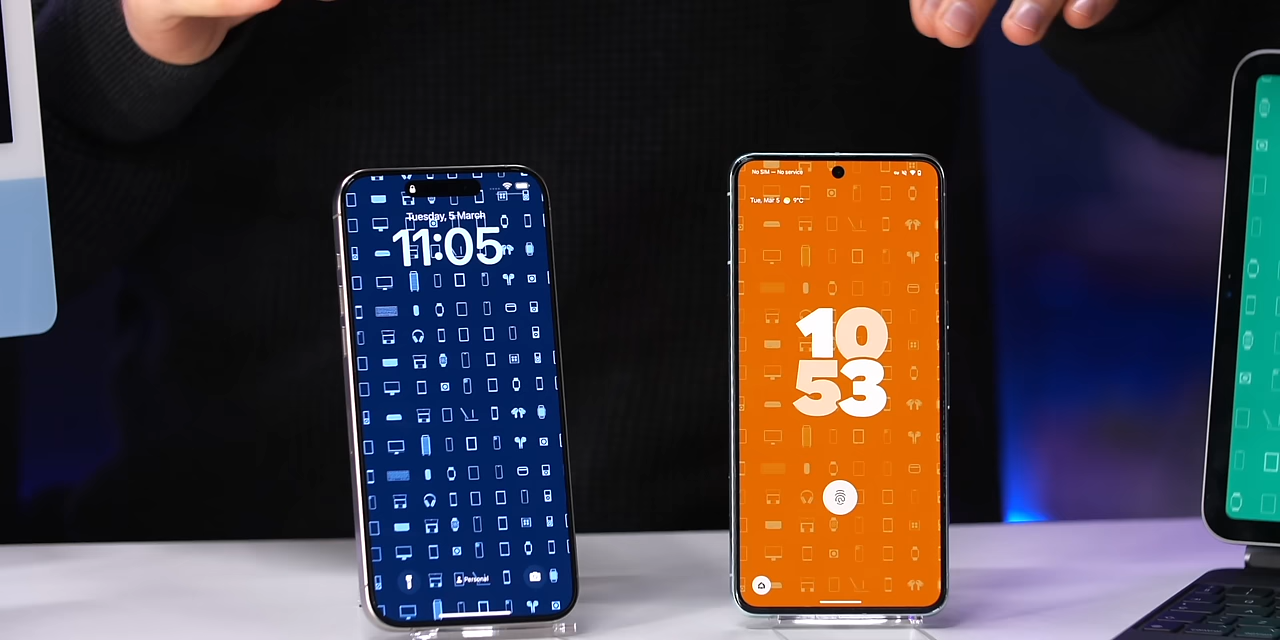 Tuesday, 5 March
11:05
Personal
No SIM — No service
Tue, Mar 5 9°C
10
53